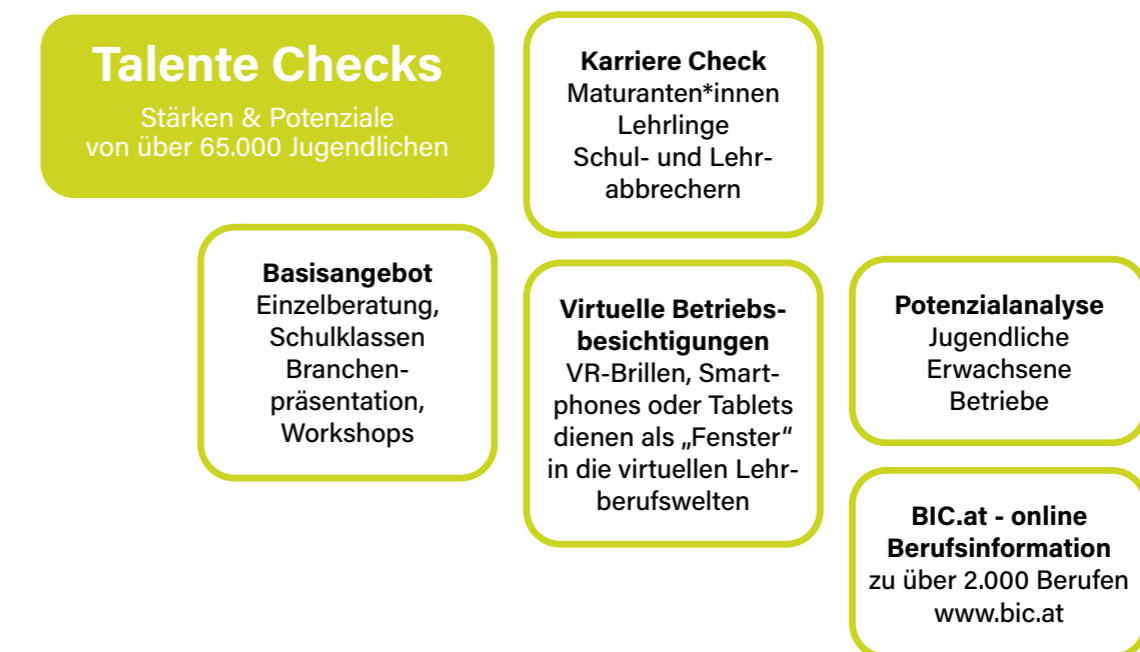 Talente Checks
Stärken & Potenziale
von über 65.000 Jugendlichen
Karriere Check
Maturanten*innen
Lehrlinge
Schul- und Lehr-
abbrechern
Basisangebot
Einzelberatung,
Schulklassen
Branchen-
präsentation,
Workshops
Virtuelle Betriebs-
besichtigungen
VR-Brillen, Smart-
phones oder Tablets
dienen als „Fenster“
in die virtuellen Lehr-
berufswelten
Potenzialanalyse
Jugendliche
Erwachsene
Betriebe
BIC.at - online
Berufsinformation
zu über 2.000 Berufen
www.bic.at